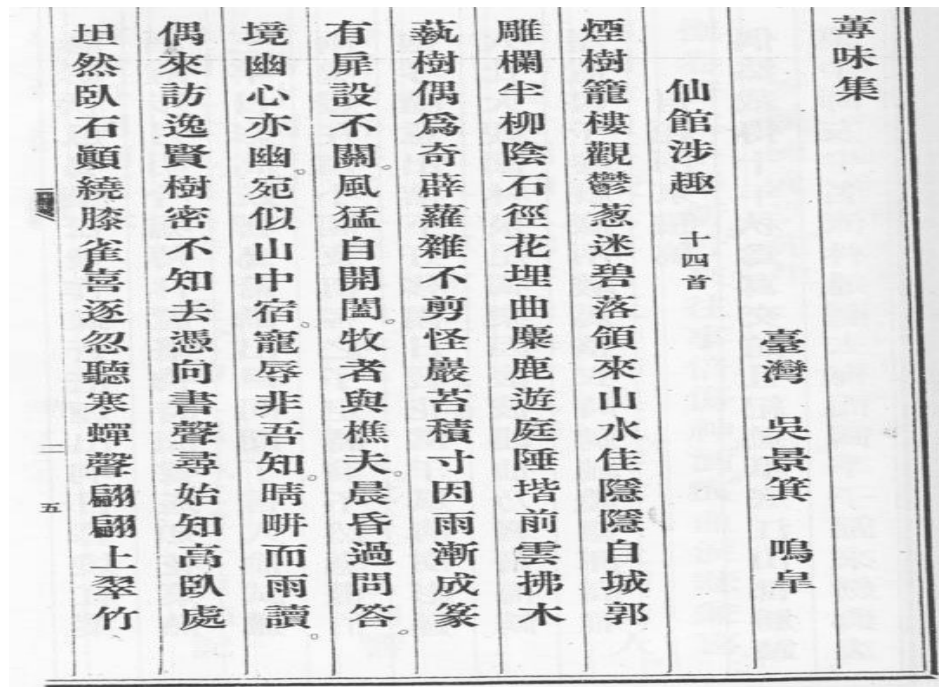 蓴味集
臺灣 吳景箕 鳴皐
仙館涉趣 十四首
煙樹籠樓觀鬱葱迷碧落領來山水佳隱隱自城郭
雕欄半柳陰石徑花埋曲麋鹿遊庭陲堦前雲拂木
蓺樹偶爲奇薜蘿雜不剪怪巖苔積寸因雨漸成篆
有扉設不關。風猛自開闔。牧者與樵夫。晨昏過問答。
境幽心亦幽。宛似山中宿。寵辱非吾知。晴畊而雨讀。
偶來訪逸賢樹密不知去憑向書聲尋始知高臥處
坦然臥石顚繞膝雀喜逐忽聽寒蟬聲翩翩上翠竹
二 五